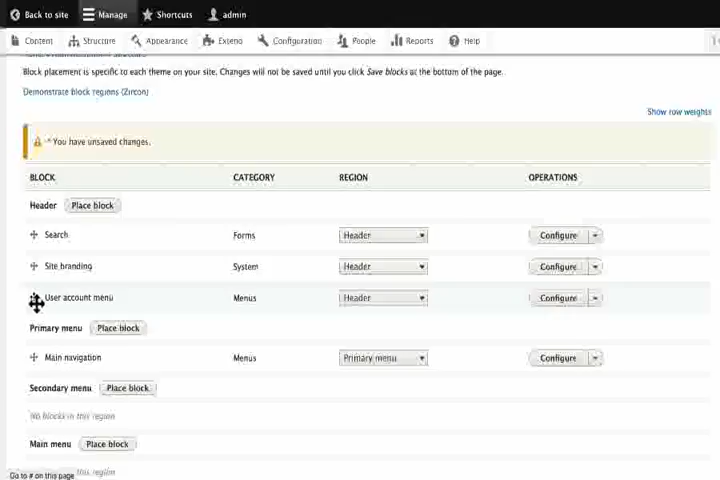 Back to site Manage Shortcuts admin
Content Structure Appearance Extend Configuration People Reports Help
Block placement is specific to each theme on your site. Changes will not be saved until you click Save blocks at the bottom of the page.
Demonstrate block regions (Zircon)
Show row weights
* You have unsaved changes.
BLOCK CATEGORY REGION OPERATIONS
Header Place block
Search Forms Header Configure
Site branding System Header Configure
User account menu Menus Header Configure
Primary menu Place block
Main navigation Menus Primary menu Configure
Secondary menu Place block
No blocks in this region
Main menu Place block
Go to # on this page this region